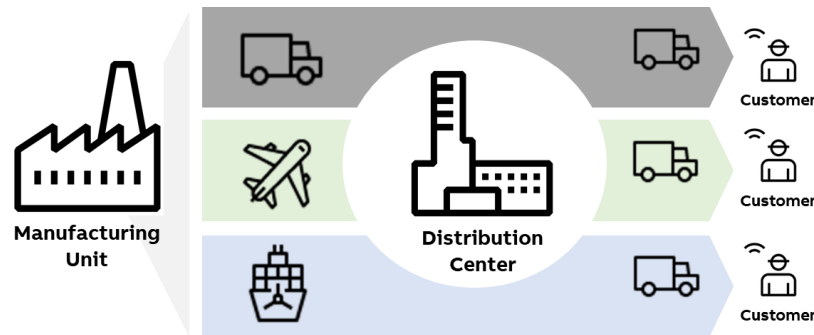 Manufacturing
Unit
Distribution
Center
Customer
Customer
Customer